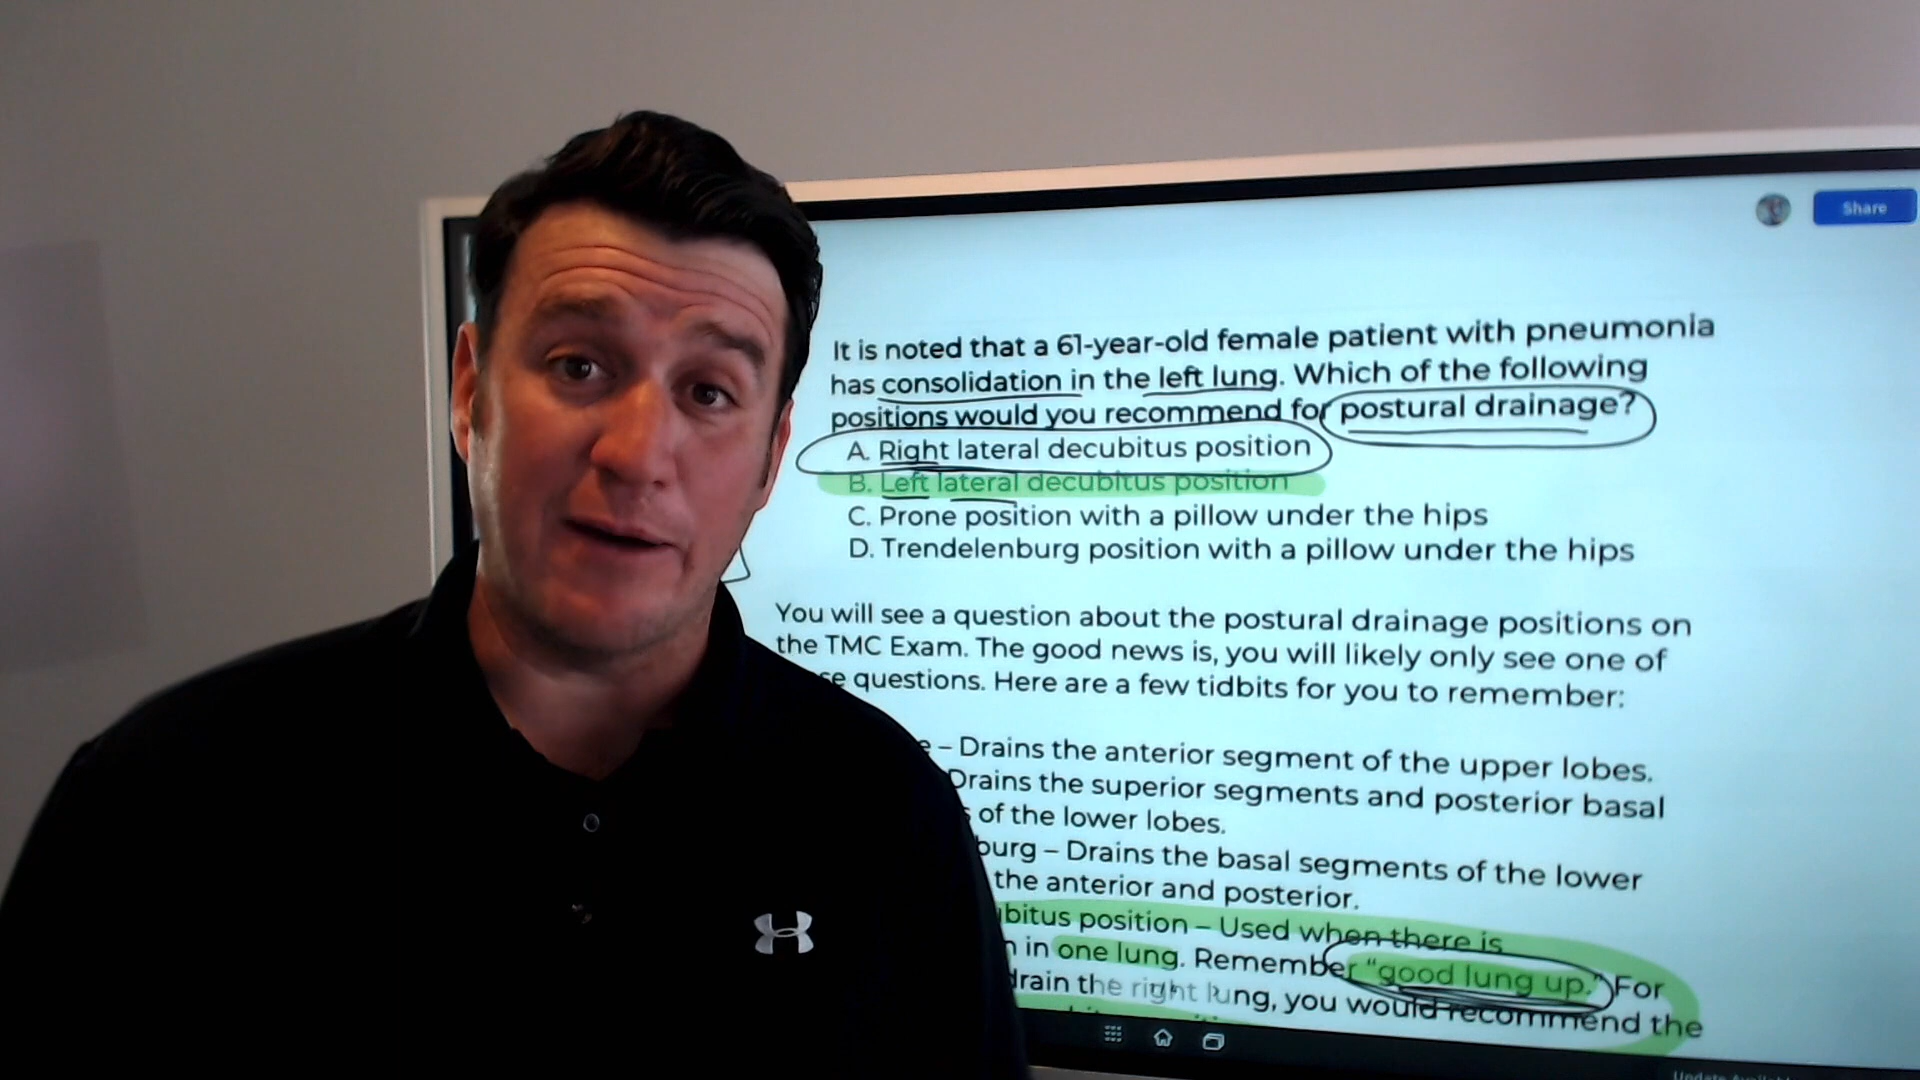 Share
It is noted that a 61-year-old female patient with pneumonia
has consolidation in the left lung. Which of the following
positions would you recommend for postural drainage?
A. Right lateral decubitus position
B. Left lateral decubitus position
C. Prone position with a pillow under the hips
D. Trendelenburg position with a pillow under the hips
You will see a question about the postural drainage positions on
the TMC Exam. The good news is, you will likely only see one of
se questions. Here are a few tidbits for you to remember:
e – Drains the anterior segment of the upper lobes.
Drains the superior segments and posterior basal
s of the lower lobes.
burg – Drains the basal segments of the lower
the anterior and posterior.
bitus position – Used when there is
n in one lung. Remember "good lung up." For
drain the right lung, you would recommend the
Update